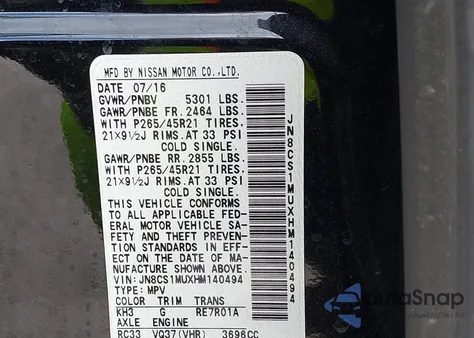 MFD BY NISSAN MOTOR CO., LTD.
DATE 07/16
GVWR/PNBV 5301 LBS.
GAWR/PNBE FR. 2464 LBS.
WITH P265/45R21 TIRES,
21X9½J RIMS.AT 33 PSI
COLD SINGLE.
GAWR/PNBE RR. 2855 LBS.
WITH P265/45R21 TIRES,
21X9½J RIMS.AT 33 PSI
COLD SINGLE.
THIS VEHICLE CONFORMS
TO ALL APPLICABLE FED-
ERAL MOTOR VEHICLE SA-
FETY AND THEFT PREVENTION
STANDARDS IN EFFECT
ON THE DATE OF MA-
NUFACTURE SHOWN ABOVE.
VIN: JN8CS1MUXHM140494
TYPE: MPV
COLOR TRIM TRANS
KH3 G RE7R01A
AXLE ENGINE
RC33 VQ37(VHR) 3696CC
JN8CS1MUXHM140494
AutoSnap